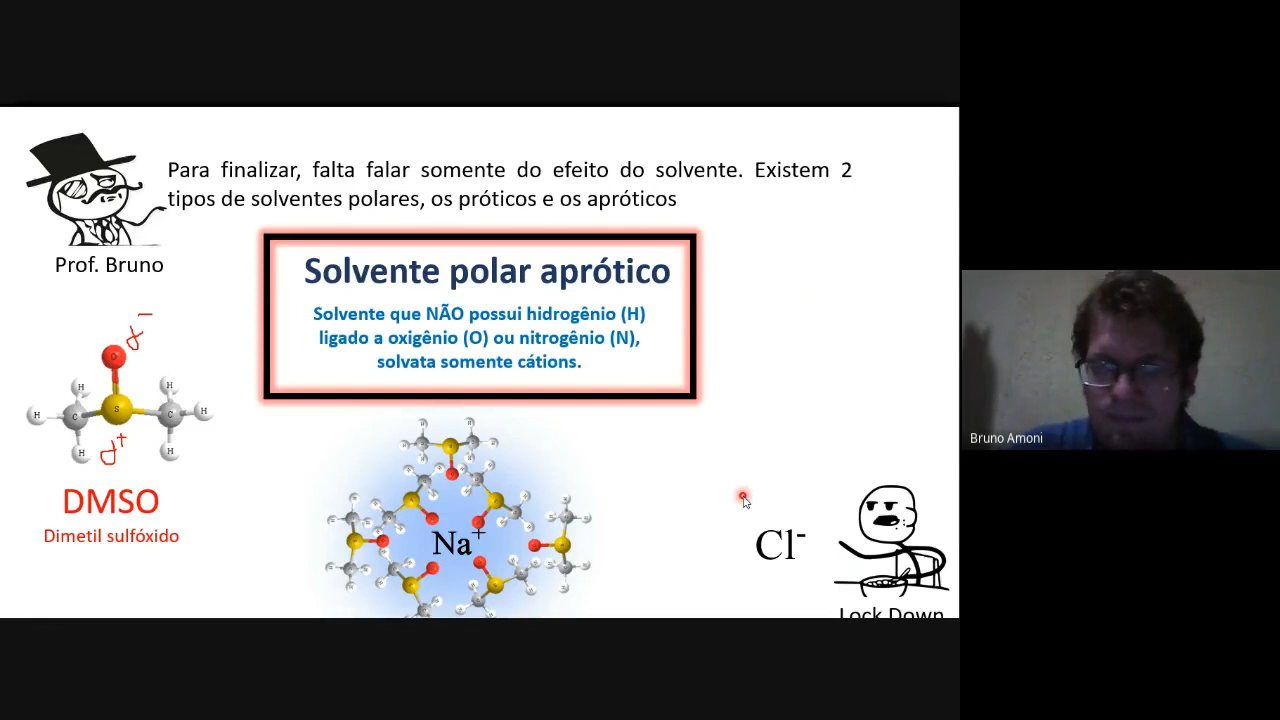 Para finalizar, falta falar somente do efeito do solvente. Existem 2
tipos de solventes polares, os próticos e os apróticos
Prof. Bruno
Solvente polar aprótico
Solvente que NÃO possui hidrogênio (H)
ligado a oxigênio (O) ou nitrogênio (N),
solvata somente cátions.
δ-
O
H H
H C S C H
H δ+ H
DMSO
Dimetil sulfóxido
Na+
Cl-
Lock Down
Bruno Amoni